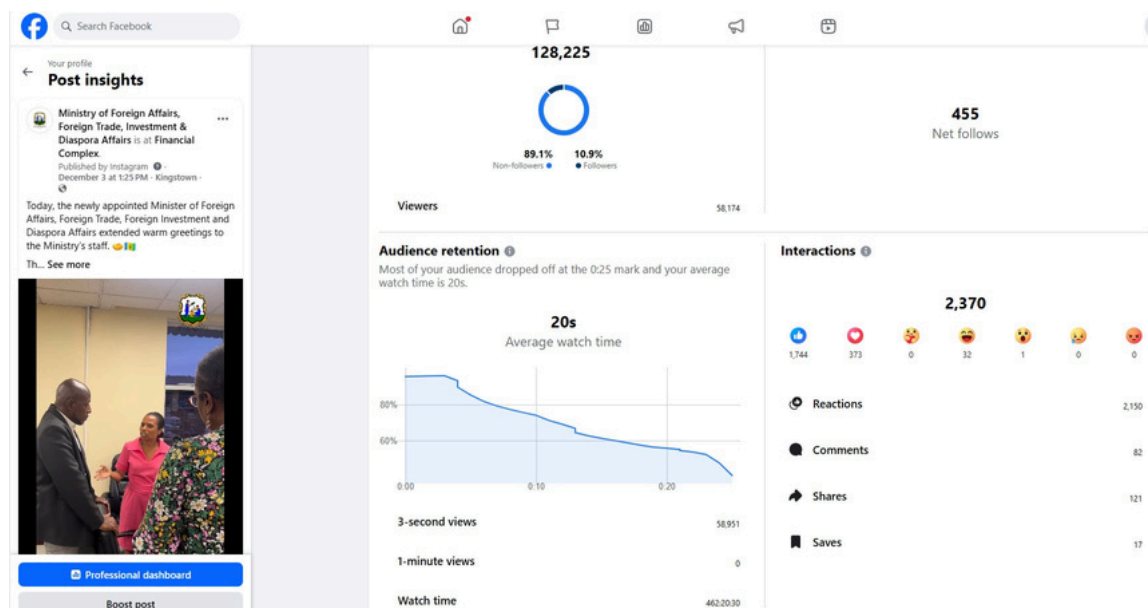 Search Facebook
Your profile
Post insights
Ministry of Foreign Affairs,
Foreign Trade, Investment &
Diaspora Affairs is at Financial
Complex.
Published by Instagram
December 3 at 1:25 PM · Kingstown ·
Today, the newly appointed Minister of Foreign
Affairs, Foreign Trade, Foreign Investment and
Diaspora Affairs extended warm greetings to
the Ministry's staff.
Th... See more
Professional dashboard
Boost post
128,225
89.1% 10.9%
Non-followers Followers
Viewers 58,174
455
Net follows
Audience retention
Most of your audience dropped off at the 0:25 mark and your average
watch time is 20s.
20s
Average watch time
80%
60%
0:00 0:10 0:20
3-second views 58,951
1-minute views 0
Watch time 462:20:30
Interactions
2,370
1,744 373 0 32 1 0 0
Reactions 2,150
Comments 82
Shares 121
Saves 17